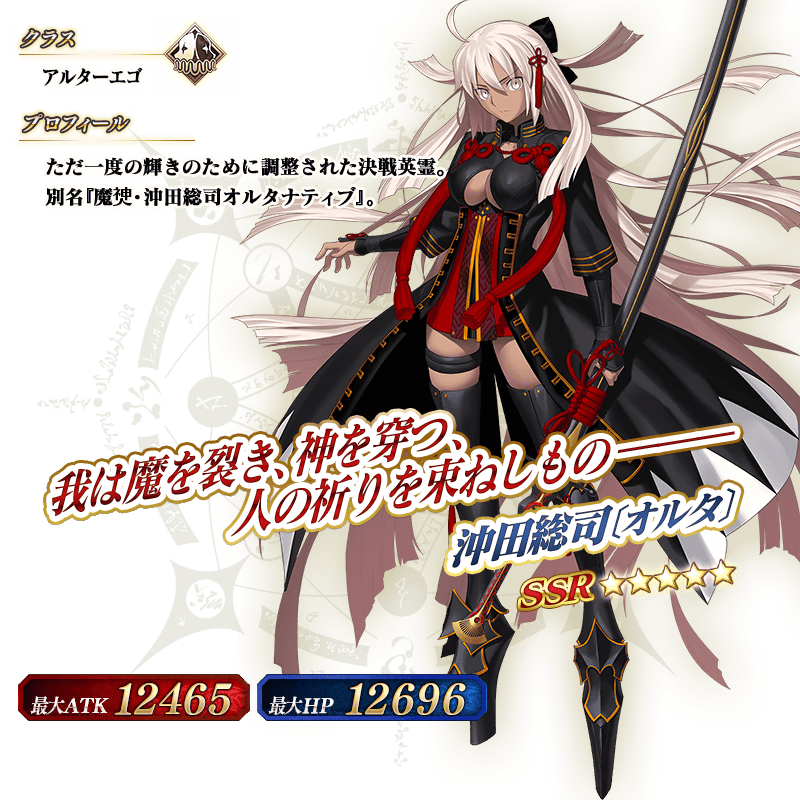 クラス
アルターエゴ
プロフィール
ただ一度の輝きのために調整された決戦英霊。
別名『魔神・沖田総司オルタナティブ』。
我は魔を裂き、神を穿つ、
人の祈りを束ねしもの――
沖田総司〔オルタ〕
SSR ★★★★★
最大ATK 12465
最大HP 12696